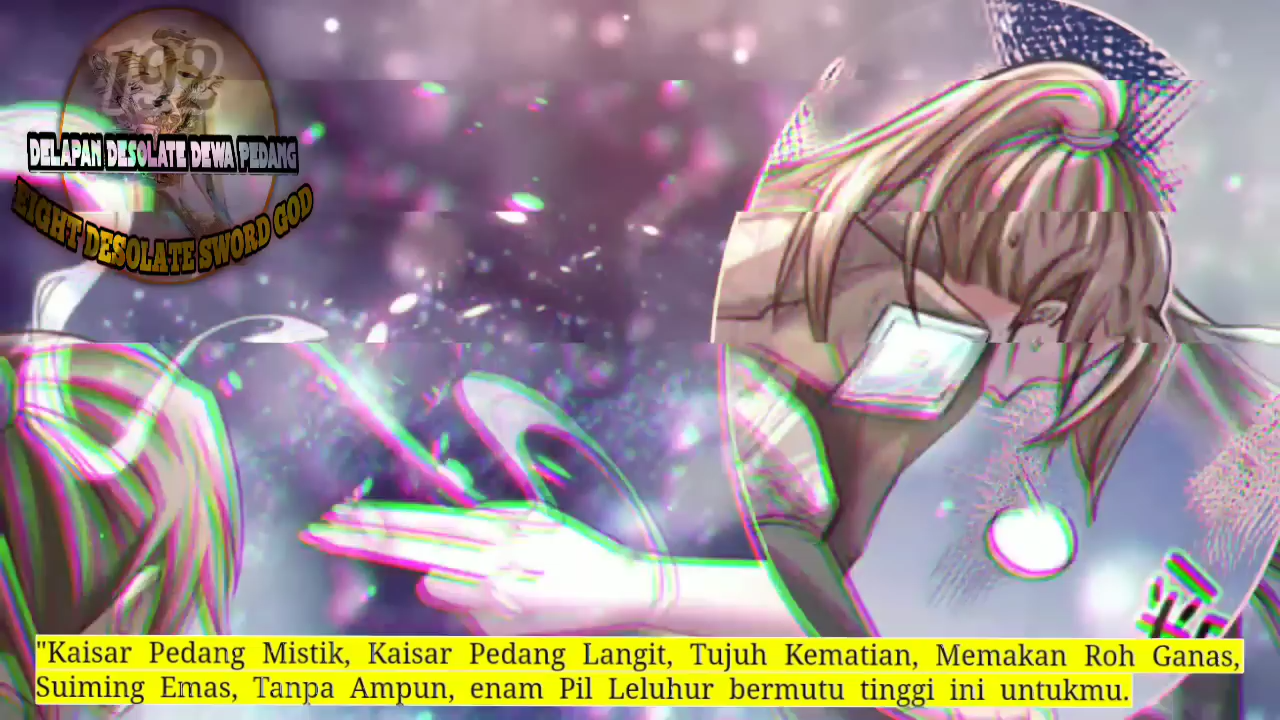 192
DELAPAN DESOLATE DEWA PEDANG
EIGHT DESOLATE SWORD GOD
"Kaisar Pedang Mistik, Kaisar Pedang Langit, Tujuh Kematian, Memakan Roh Ganas,
Suiming Emas, Tanpa Ampun, enam Pil Leluhur bermutu tinggi ini untukmu.